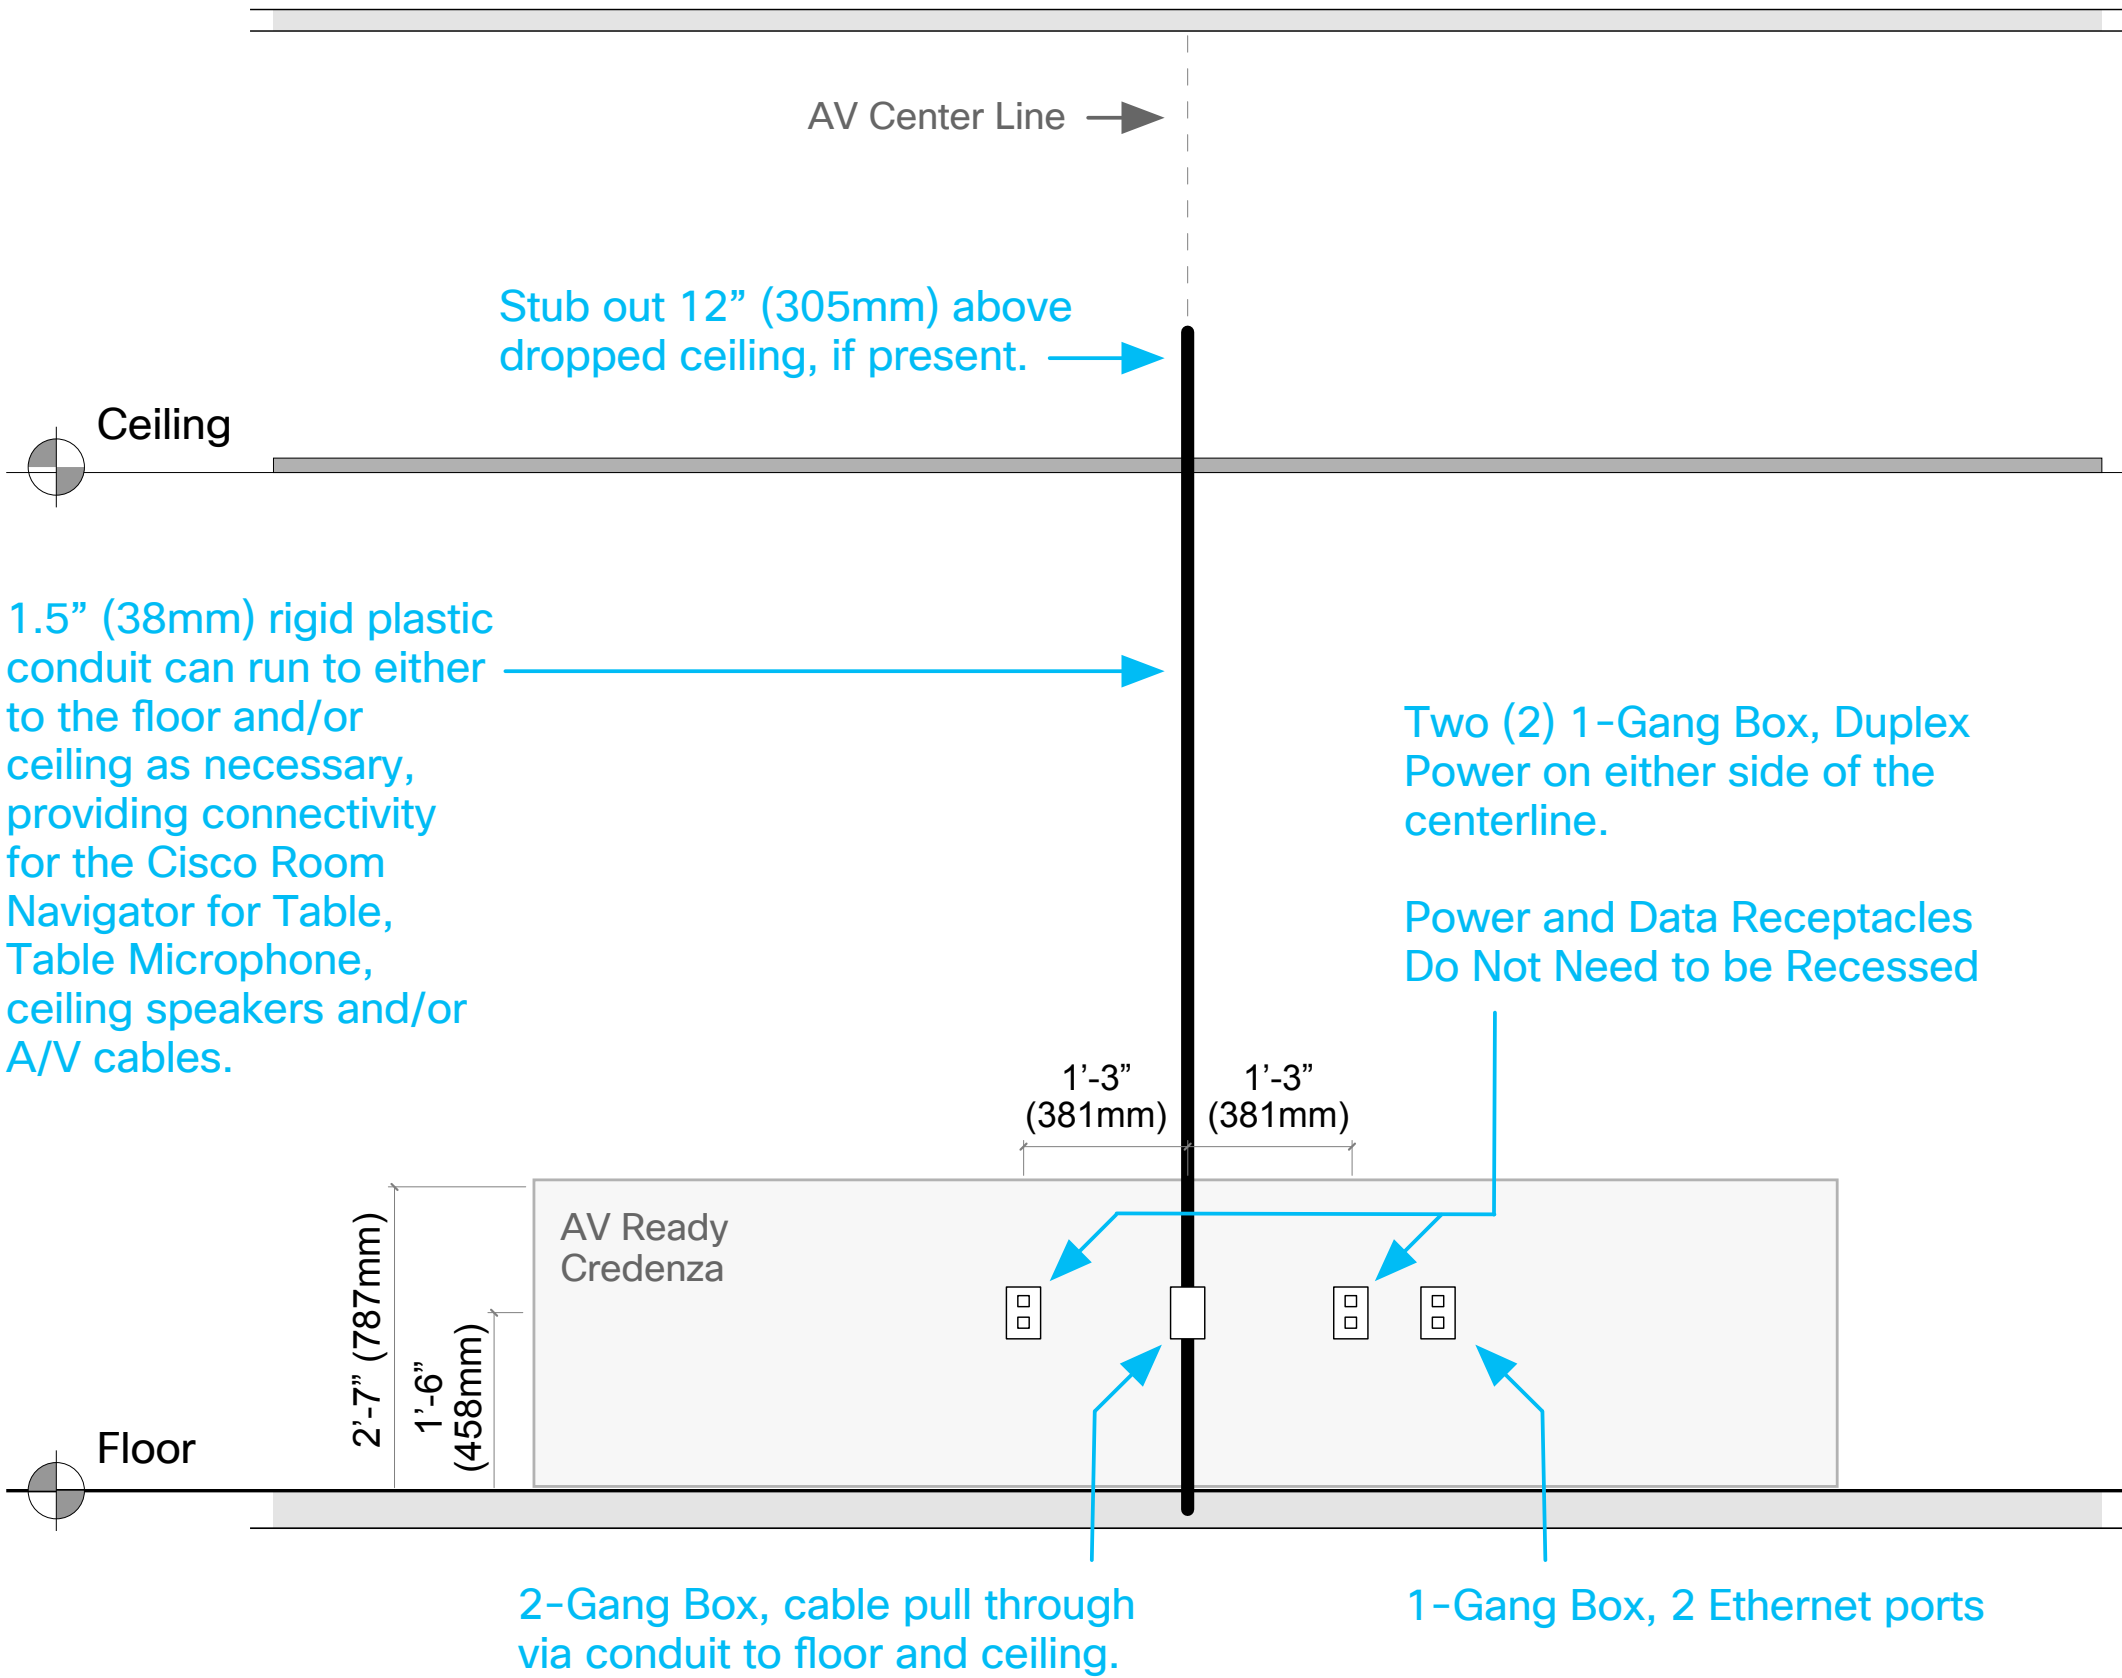 AV Center Line
Stub out 12” (305mm) above
dropped ceiling, if present.
Ceiling
1.5” (38mm) rigid plastic
conduit can run to either
to the floor and/or
ceiling as necessary,
providing connectivity
for the Cisco Room
Navigator for Table,
Table Microphone,
ceiling speakers and/or
A/V cables.
Two (2) 1-Gang Box, Duplex
Power on either side of the
centerline.
Power and Data Receptacles
Do Not Need to be Recessed
1’-3”
(381mm)
1’-3”
(381mm)
AV Ready
Credenza
2’-7” (787mm)
1’-6”
(458mm)
Floor
2-Gang Box, cable pull through
via conduit to floor and ceiling.
1-Gang Box, 2 Ethernet ports